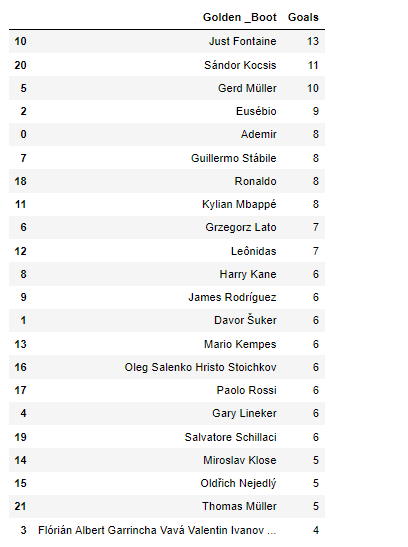 Golden _Boot Goals
10 Just Fontaine 13
20 Sándor Kocsis 11
5 Gerd Müller 10
2 Eusébio 9
0 Ademir 8
7 Guillermo Stábile 8
18 Ronaldo 8
11 Kylian Mbappé 8
6 Grzegorz Lato 7
12 Leônidas 7
8 Harry Kane 6
9 James Rodríguez 6
1 Davor Šuker 6
13 Mario Kempes 6
16 Oleg Salenko Hristo Stoichkov 6
17 Paolo Rossi 6
4 Gary Lineker 6
19 Salvatore Schillaci 6
14 Miroslav Klose 5
15 Oldřich Nejedlý 5
21 Thomas Müller 5
3 Flórián Albert Garrincha Vavá Valentin Ivanov ... 4